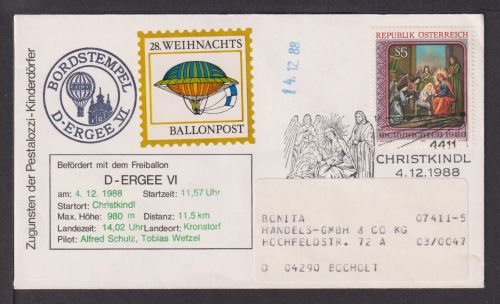 Zugunsten der Pestalozzi-Kinderdörfer
BORDSTEMPEL
D-ERGEE VI
28. WEIHNACHTS
BALLONPOST
14.12.88
REPUBLIK ÖSTERREICH
S5
WEIHNACHTEN 1988
4411
CHRISTKINDL
4.12.1988
Befördert mit dem Freiballon
D-ERGEE VI
am: 4. 12. 1988 Startzeit: 11,57 Uhr
Startort: Christkindl
Max. Höhe: 980 m Distanz: 11,5 km
Landezeit: 14,02 Uhr Landeort: Kronstorf
Pilot: Alfred Schulz, Tobias Wetzel
BONITA 07411-5
HANDELS-GMBH & CO KG
HOCHFELDSTR. 72 A 03/0047
D 04290 BOCHOLT